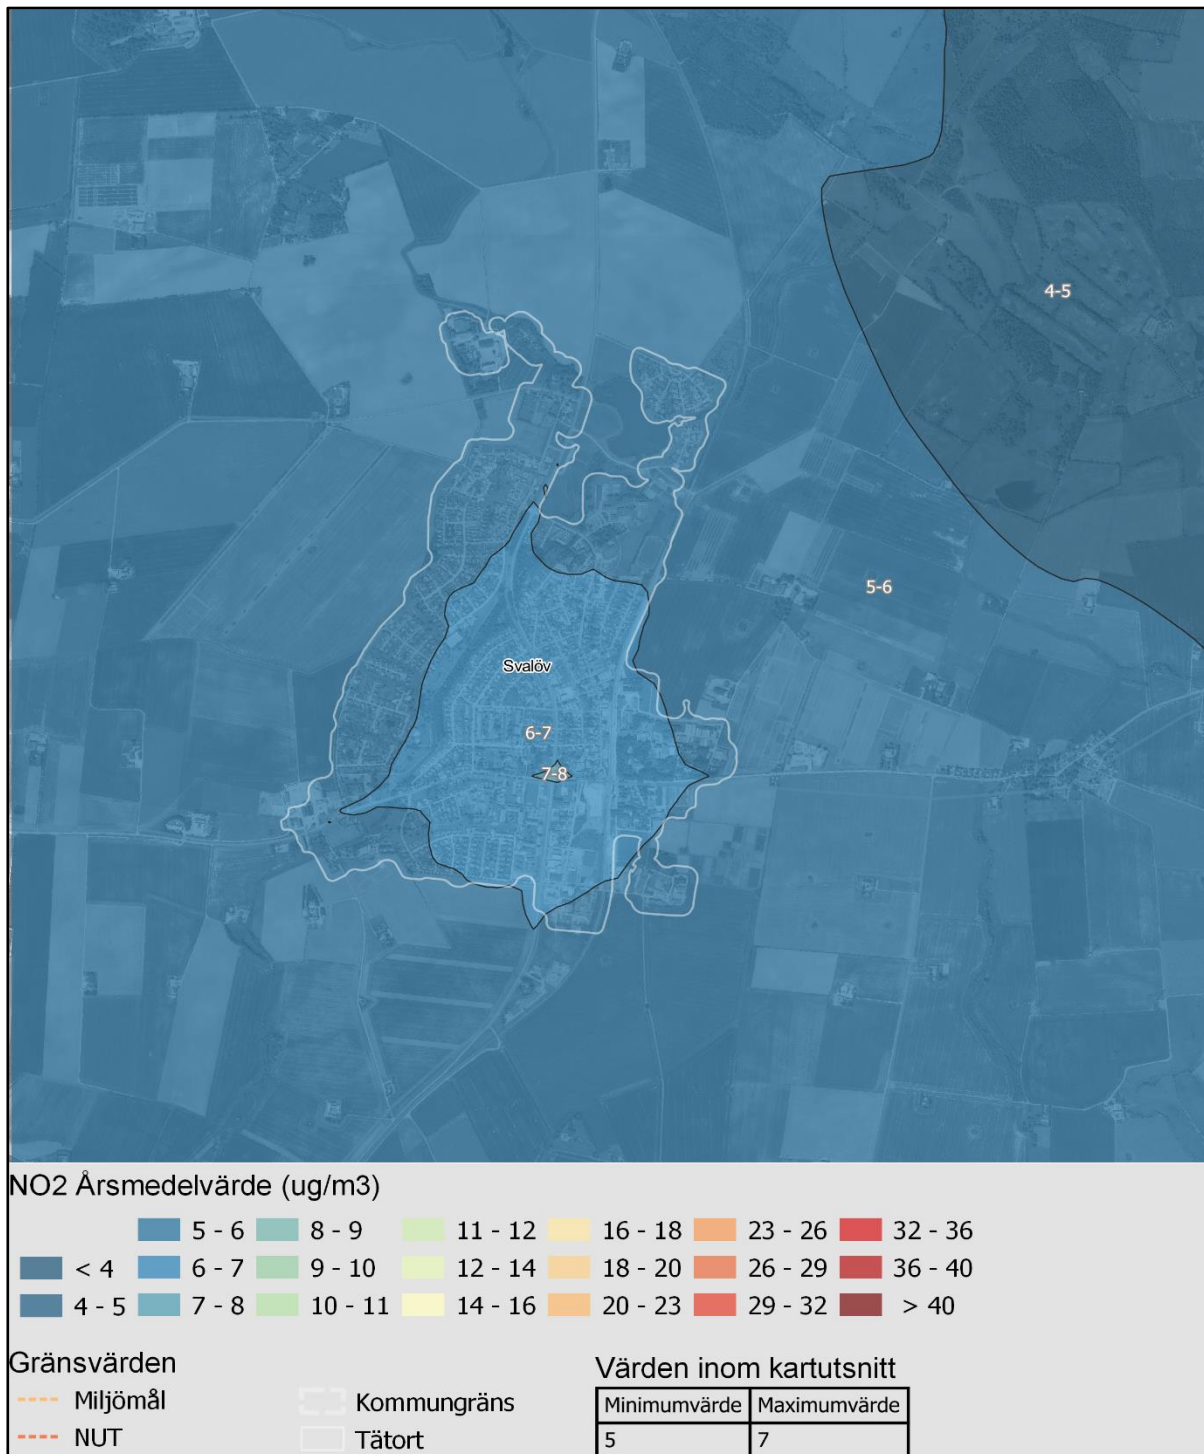 4-5
5-6
Svalöv
6-7
7-8
NO2 Årsmedelvärde (ug/m3)
5 - 6 8 - 9 11 - 12 16 - 18 23 - 26 32 - 36
< 4 6 - 7 9 - 10 12 - 14 18 - 20 26 - 29 36 - 40
4 - 5 7 - 8 10 - 11 14 - 16 20 - 23 29 - 32 > 40
Gränsvärden
Värden inom kartutsnitt
Miljömål Kommungräns Minimumvärde Maximumvärde
NUT Tätort 5 7